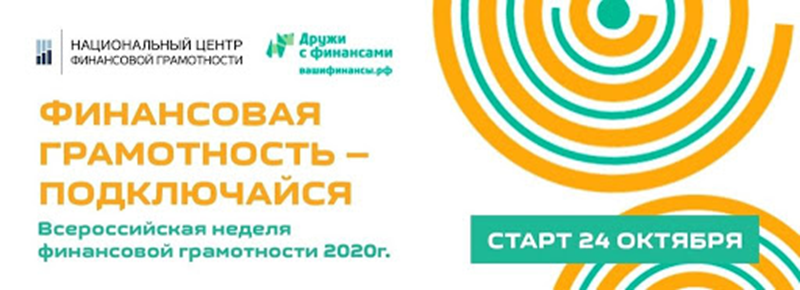 НАЦИОНАЛЬНЫЙ ЦЕНТР
ФИНАНСОВОЙ ГРАМОТНОСТИ
Дружи
с финансами
вашифинансы.рф
ФИНАНСОВАЯ
ГРАМОТНОСТЬ –
ПОДКЛЮЧАЙСЯ
Всероссийская неделя
финансовой грамотности 2020г.
СТАРТ 24 ОКТЯБРЯ